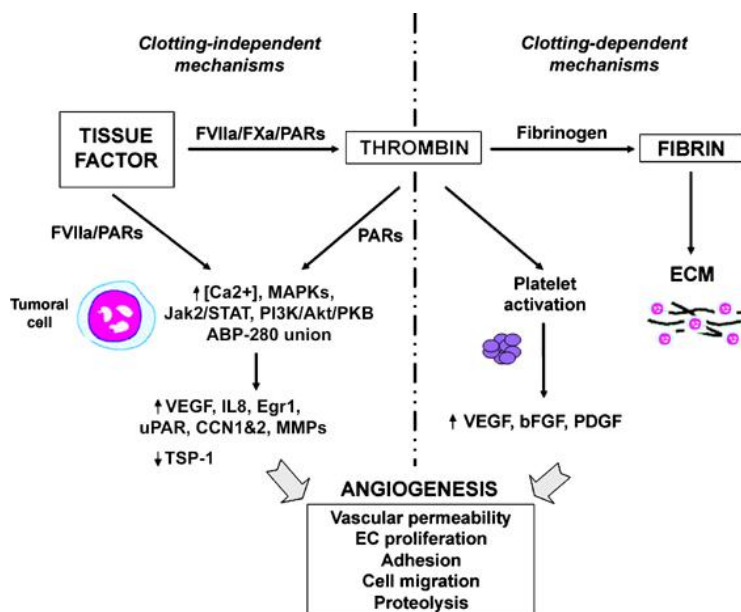 Clotting-independent
mechanisms
Clotting-dependent
mechanisms
TISSUE
FACTOR
FVIIa/FXa/PARs
THROMBIN
Fibrinogen
FIBRIN
FVIIa/PARs
PARs
Tumoral
cell
↑[Ca2+], MAPKs,
Jak2/STAT, PI3K/Akt/PKB
ABP-280 union
Platelet
activation
ECM
↑VEGF, IL8, Egr1,
uPAR, CCN1&2, MMPs
↓TSP-1
↑ VEGF, bFGF, PDGF
ANGIOGENESIS
Vascular permeability
EC proliferation
Adhesion
Cell migration
Proteolysis